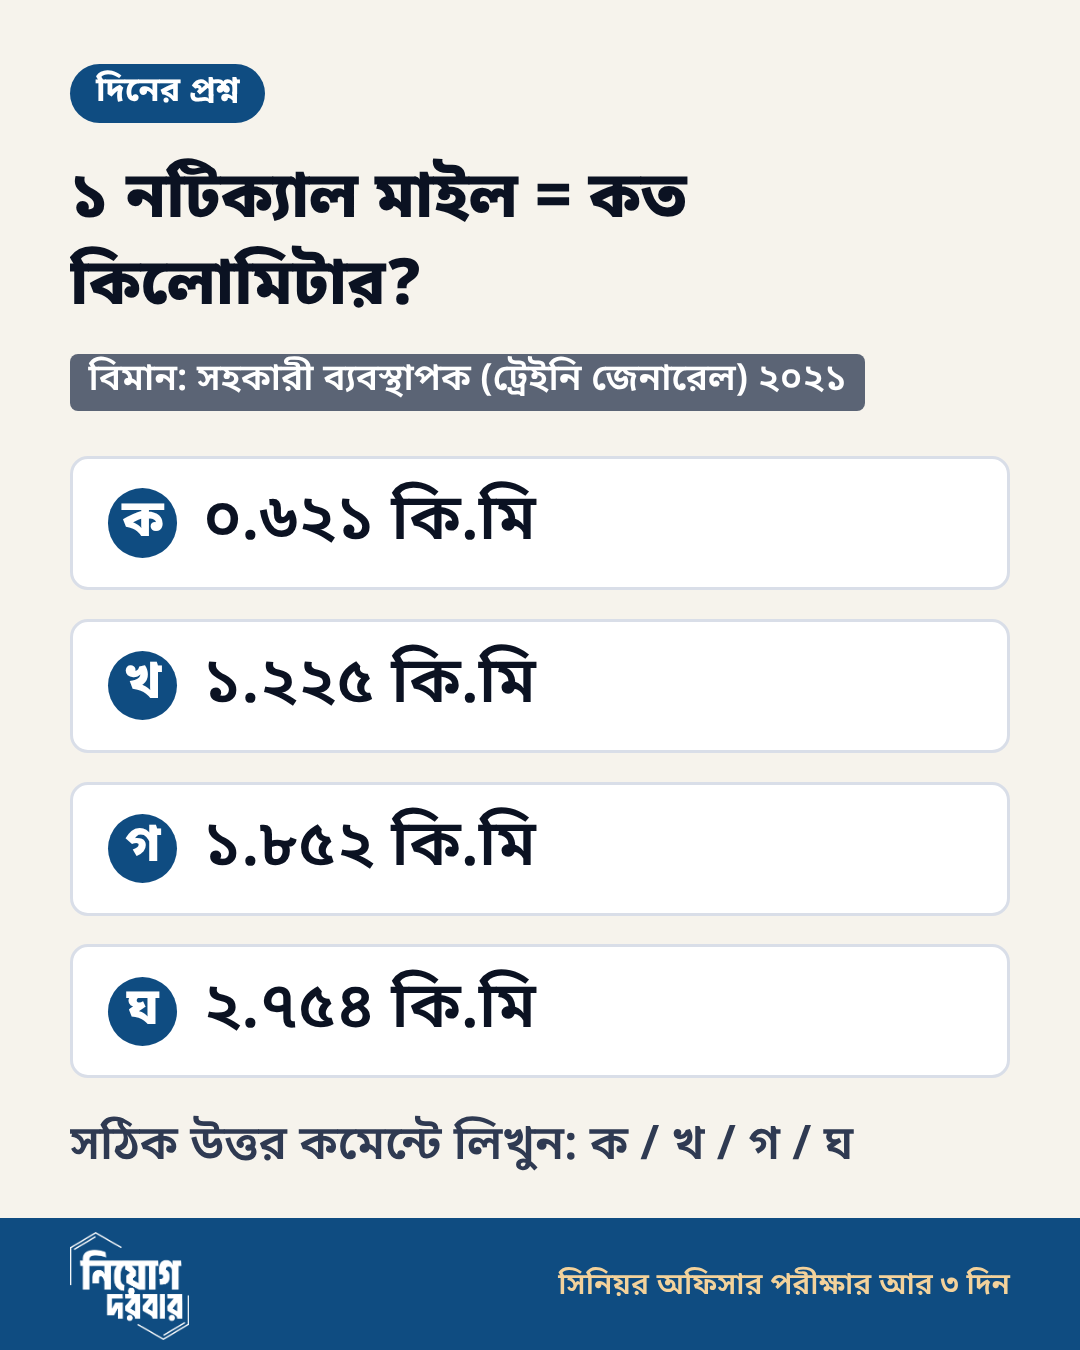 দিনের প্রশ্ন
১ নটিক্যাল মাইল = কত
কিলোমিটার?
বিমান: সহকারী ব্যবস্থাপক (ট্রেইনি জেনারেল) ২০২১
ক ০.৬২১ কি.মি
খ ১.২২৫ কি.মি
গ ১.৮৫২ কি.মি
ঘ ২.৭৫৪ কি.মি
সঠিক উত্তর কমেন্টে লিখুন: ক / খ / গ / ঘ
নিয়োগ
দরবার
সিনিয়র অফিসার পরীক্ষার আর ৩ দিন